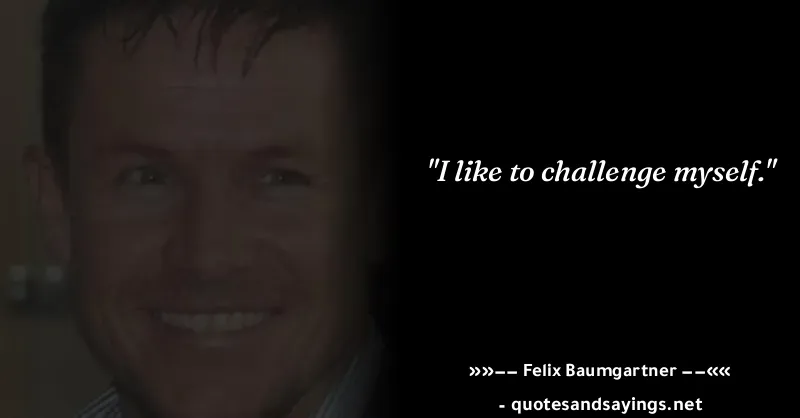 "I like to challenge myself."
»»–– Felix Baumgartner ––««
- quotesandsayings.net